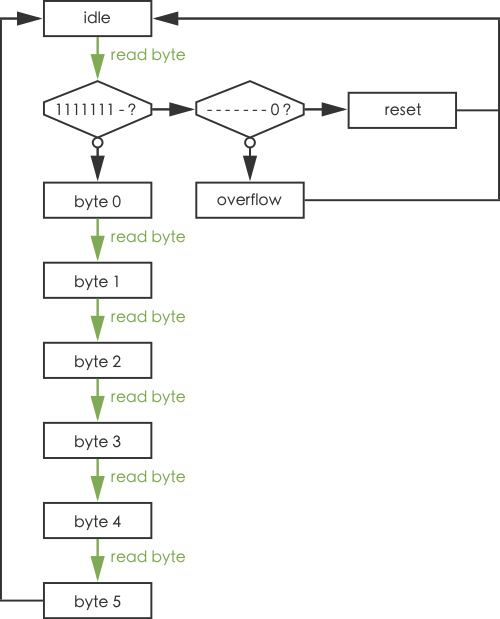 idle
read byte
1111111 - ?
- - - - - - - 0 ?
reset
byte 0
overflow
read byte
byte 1
read byte
byte 2
read byte
byte 3
read byte
byte 4
read byte
byte 5